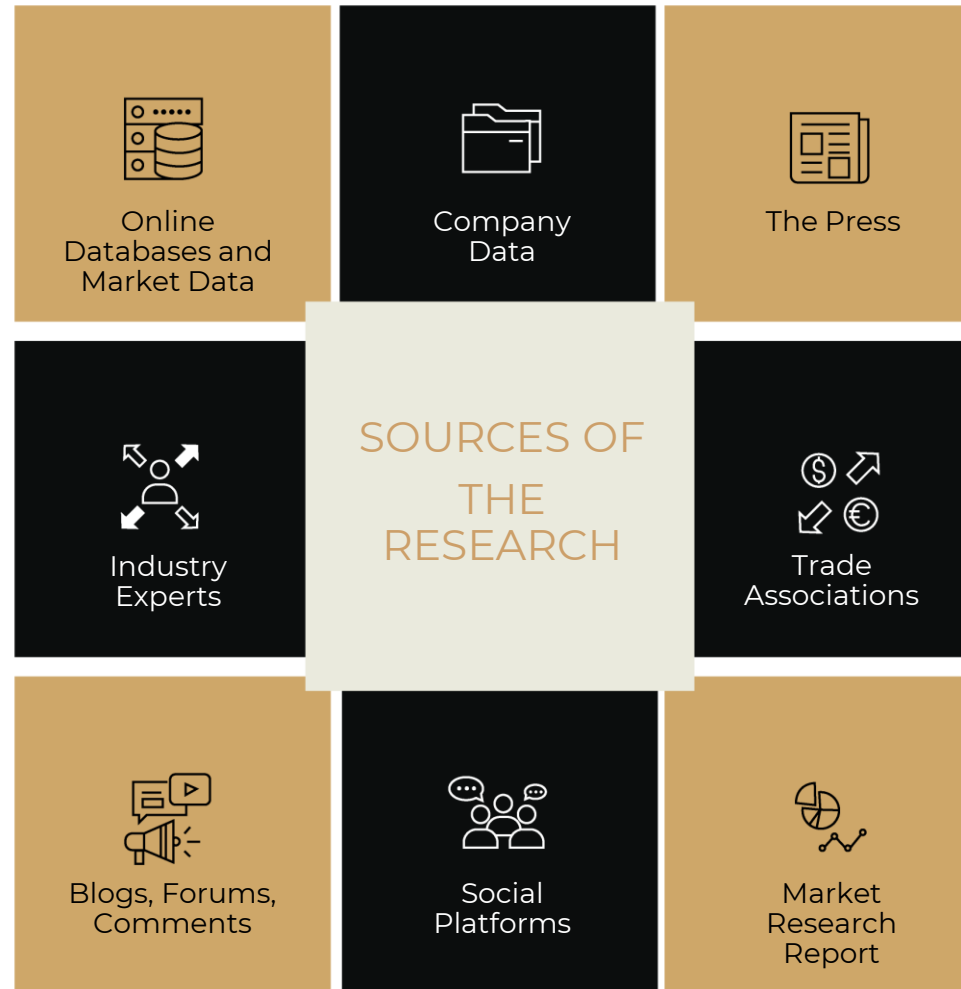 Online
Databases and
Market Data
Company
Data
The Press
SOURCES OF
THE
RESEARCH
Industry
Experts
Trade
Associations
Blogs, Forums,
Comments
Social
Platforms
Market
Research
Report